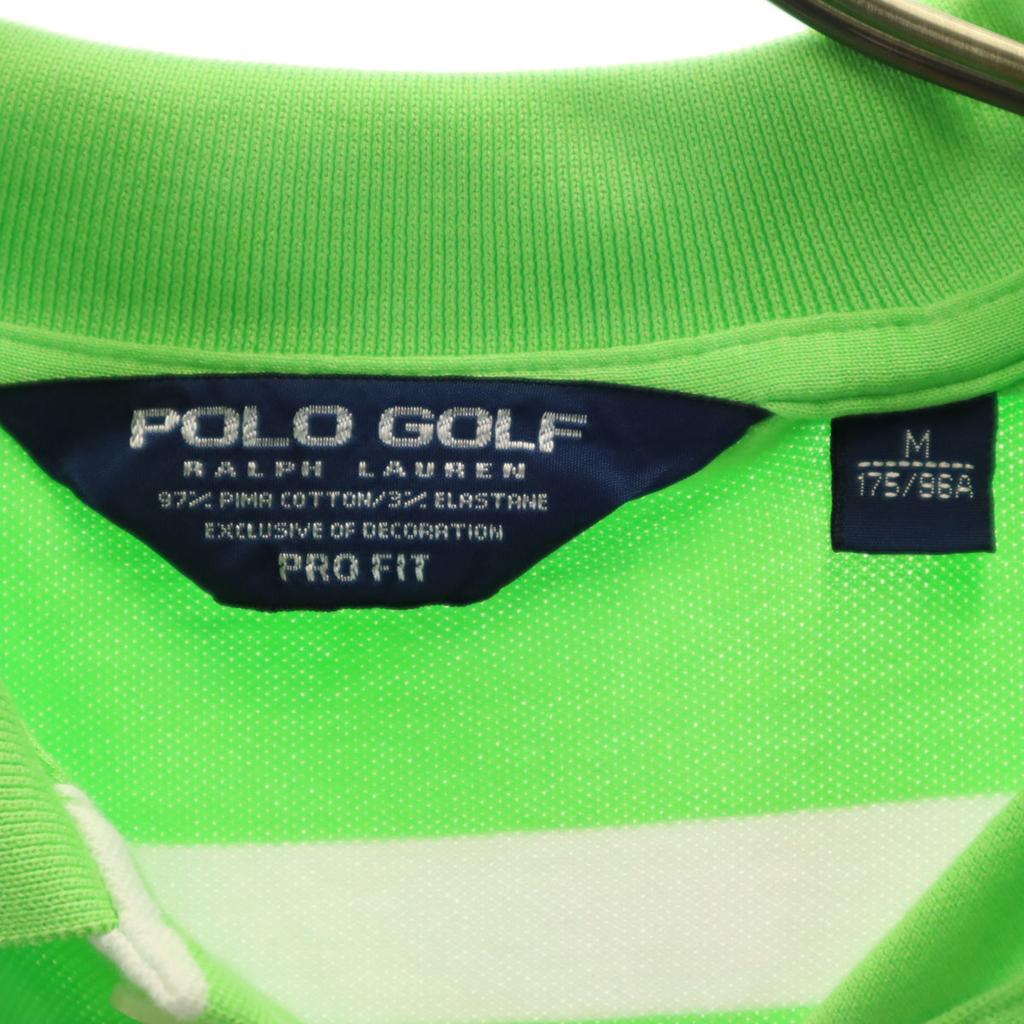 POLO GOLF
RALPH LAUREN
97% PIMA COTTON/3% ELASTANE
EXCLUSIVE OF DECORATION
PRO FIT
M
175/96A